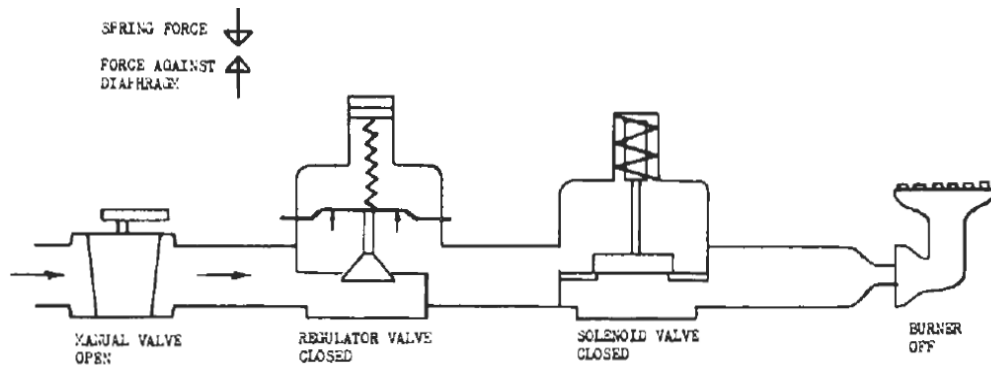 SPRING FORCE
FORCE AGAINST
DIAPHRAGM
MANUAL VALVE
OPEN
REGULATOR VALVE
CLOSED
SOLENOID VALVE
CLOSED
BURNER
OFF